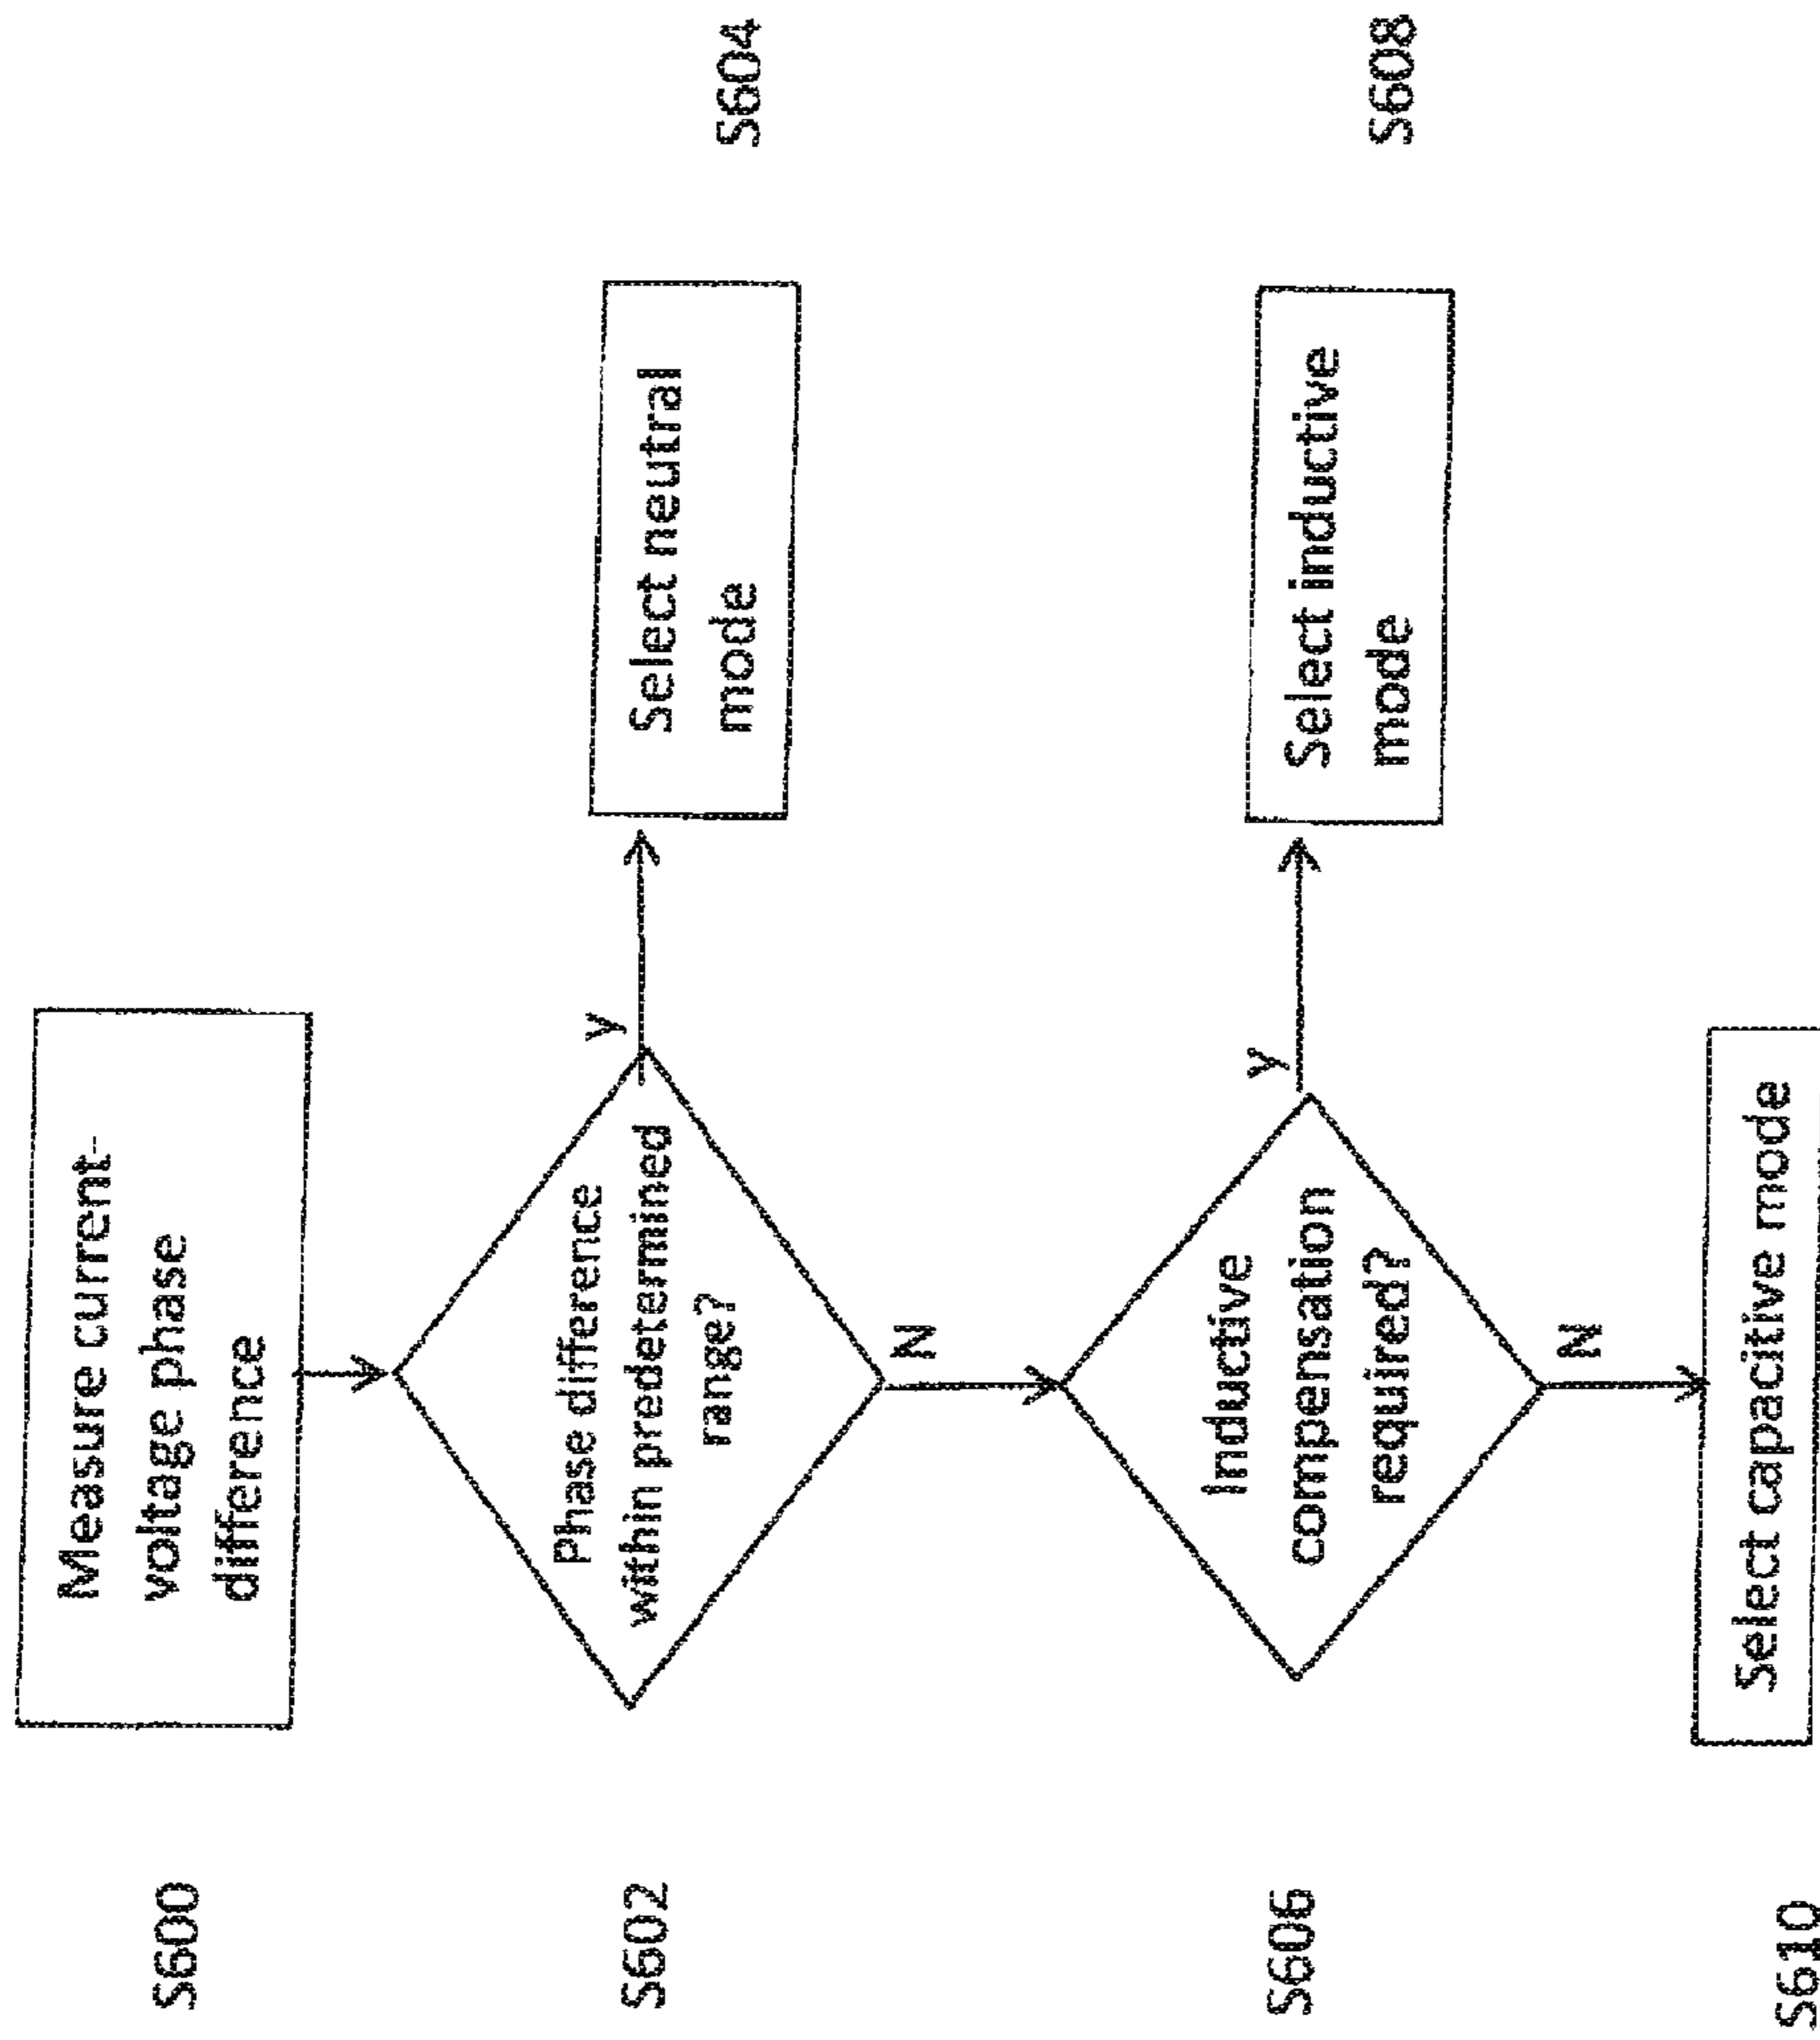 S600
Measure current-
voltage phase
difference
S602
Phase difference
within predetermined
range?
y
Select neutral
mode
S604
N
S606
Inductive
compensation
required?
y
Select inductive
mode
S608
N
S610
Select capacitive mode